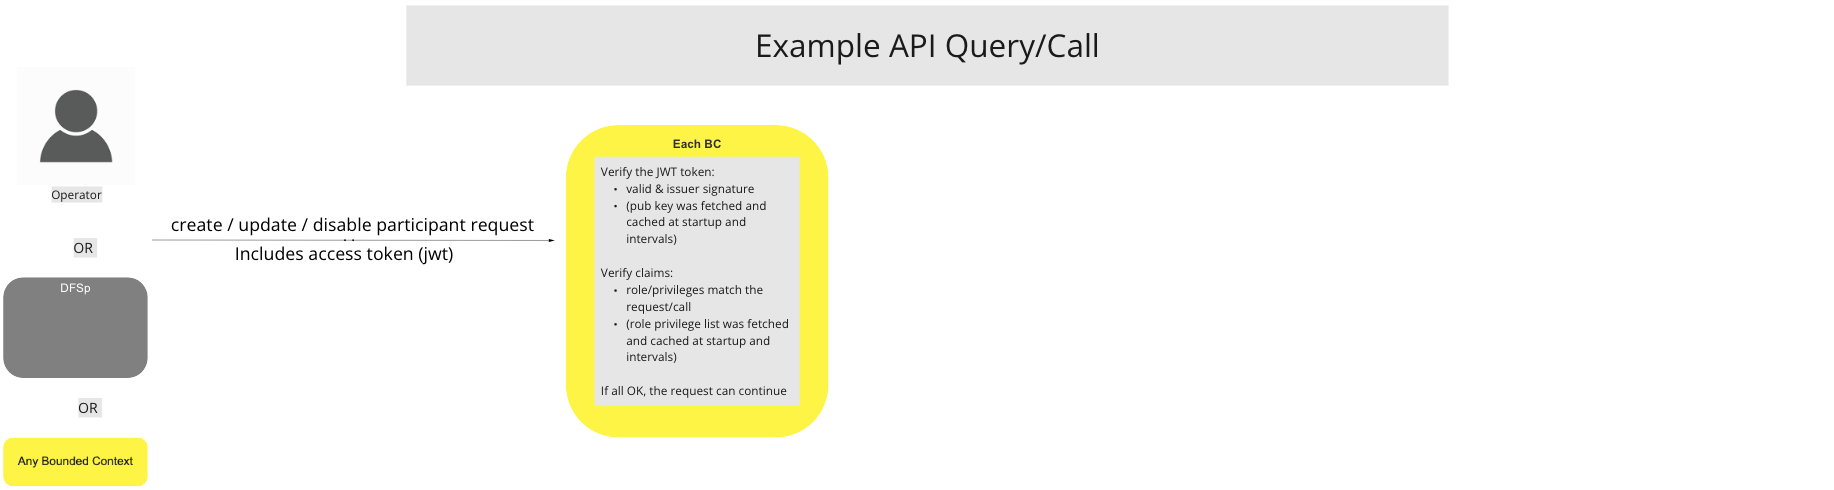 Example API Query/Call
Operator
OR
DFSp
OR
Any Bounded Context
create / update / disable participant request
Includes access token (jwt)
Each BC
Verify the JWT token:
• valid & issuer signature
• (pub key was fetched and
cached at startup and
intervals)
Verify claims:
• role/privileges match the
request/call
• (role privilege list was fetched
and cached at startup and
intervals)
If all OK, the request can continue